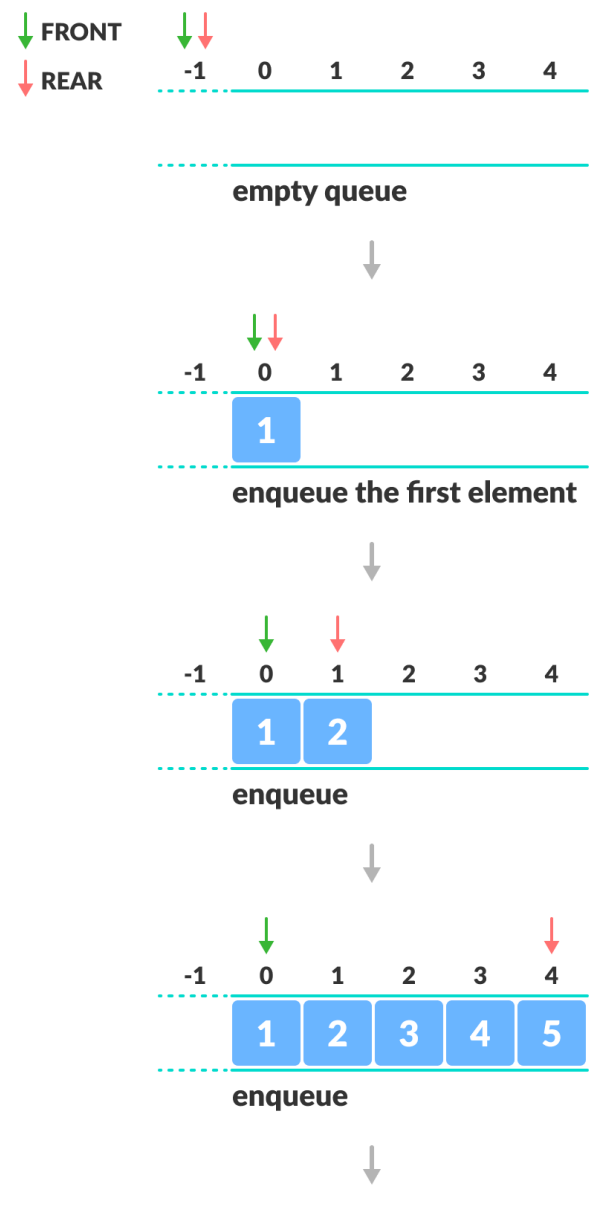 FRONT
REAR
-1 0 1 2 3 4
empty queue
-1 0 1 2 3 4
1
enqueue the first element
-1 0 1 2 3 4
1 2
enqueue
-1 0 1 2 3 4
1 2 3 4 5
enqueue